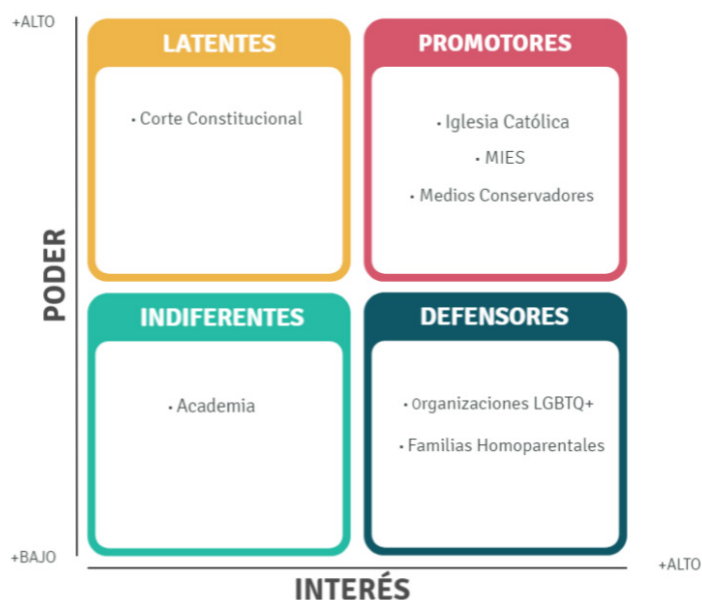 +ALTO
LATENTES
• Corte Constitucional
PROMOTORES
• Iglesia Católica
• MIES
• Medios Conservadores
PODER
INDIFERENTES
• Academia
DEFENSORES
• Organizaciones LGBTQ+
• Familias Homoparentales
+BAJO
+ALTO
INTERÉS